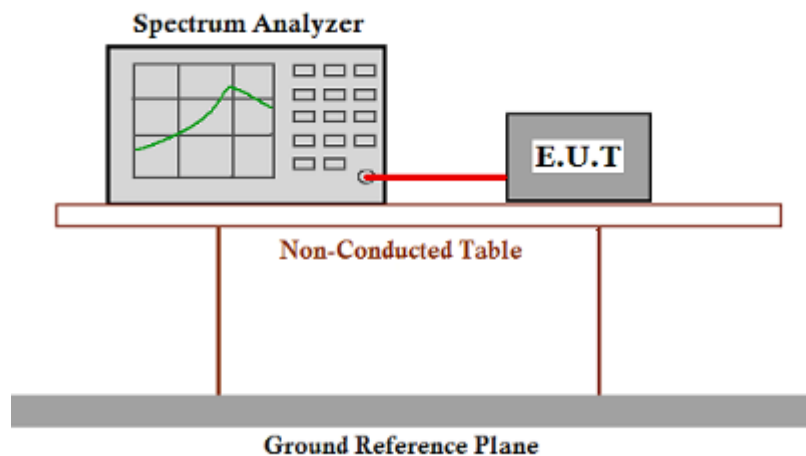 Spectrum Analyzer
E.U.T
Non-Conducted Table
Ground Reference Plane